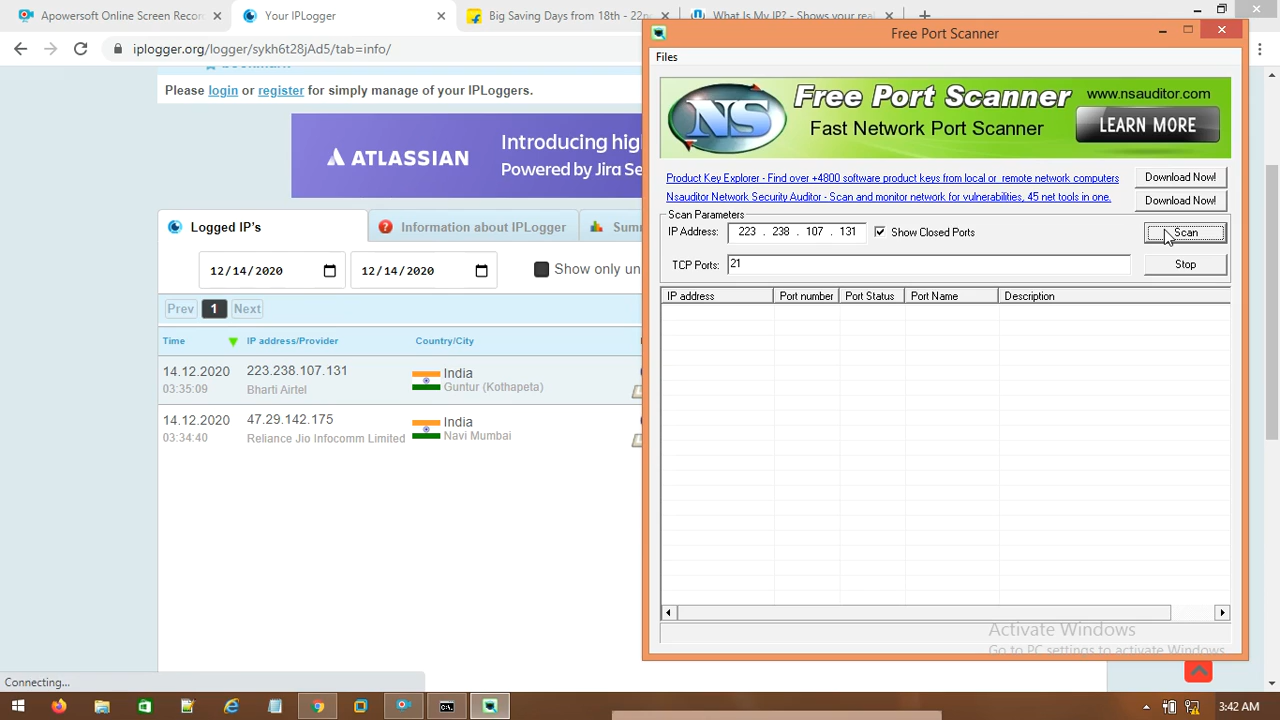 Apowersoft Online Screen Record
Your IPLogger
Big Saving Days from 18th - 22n
What Is My IP? - Shows your real
iplogger.org/logger/sykh6t28jAd5/tab=info/
Free Port Scanner
Files
Please login or register for simply manage of your IPLoggers.
ATLASSIAN
Introducing hig
Powered by Jira Se
NS
Free Port Scanner
Fast Network Port Scanner
www.nsauditor.com
LEARN MORE
Product Key Explorer - Find over +4800 software product keys from local or remote network computers
Download Now!
Nsauditor Network Security Auditor - Scan and monitor network for vulnerabilities, 45 net tools in one.
Download Now!
Scan Parameters
IP Address: 223 . 238 . 107 . 131
Show Closed Ports
Scan
TCP Ports: 21
Stop
IP address
Port number
Port Status
Port Name
Description
Logged IP's
Information about IPLogger
Sum
12/14/2020
12/14/2020
Show only un
Prev 1 Next
Time
IP address/Provider
Country/City
14.12.2020 223.238.107.131 India
03:35:09 Bharti Airtel Guntur (Kothapeta)
14.12.2020 47.29.142.175 India
03:34:40 Reliance Jio Infocomm Limited Navi Mumbai
Activate Windows
Go to PC settings to activate Windows.
Connecting...
3:42 AM